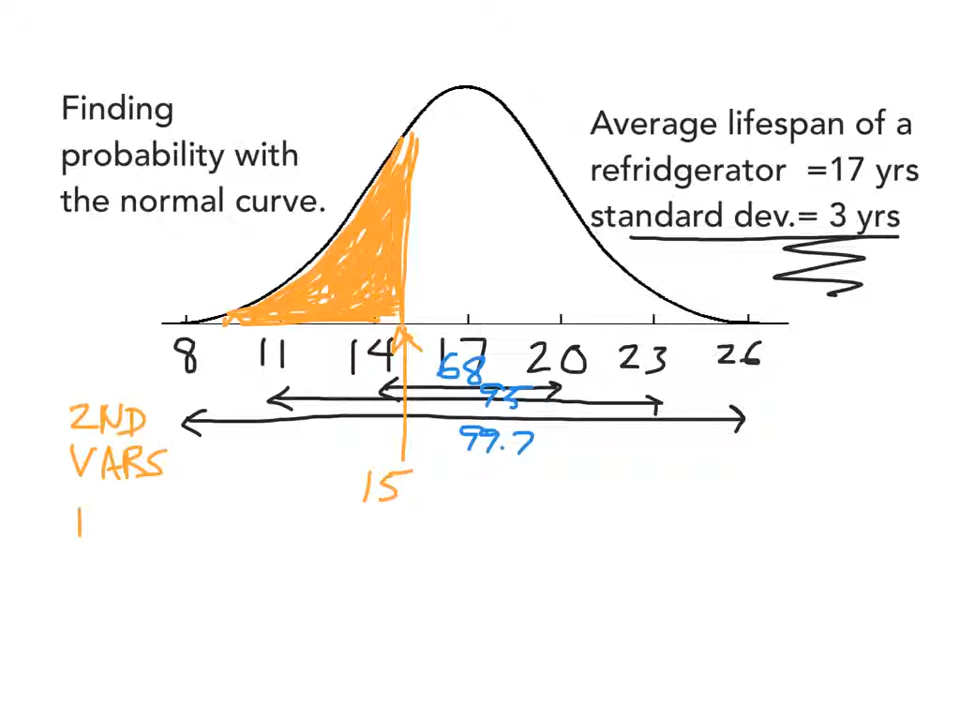 Finding
probability with
the normal curve.
Average lifespan of a
refridgerator =17 yrs
standard dev.= 3 yrs
8 11 14 17 20 23 26
68
95
99.7
2ND
VARS
15
1